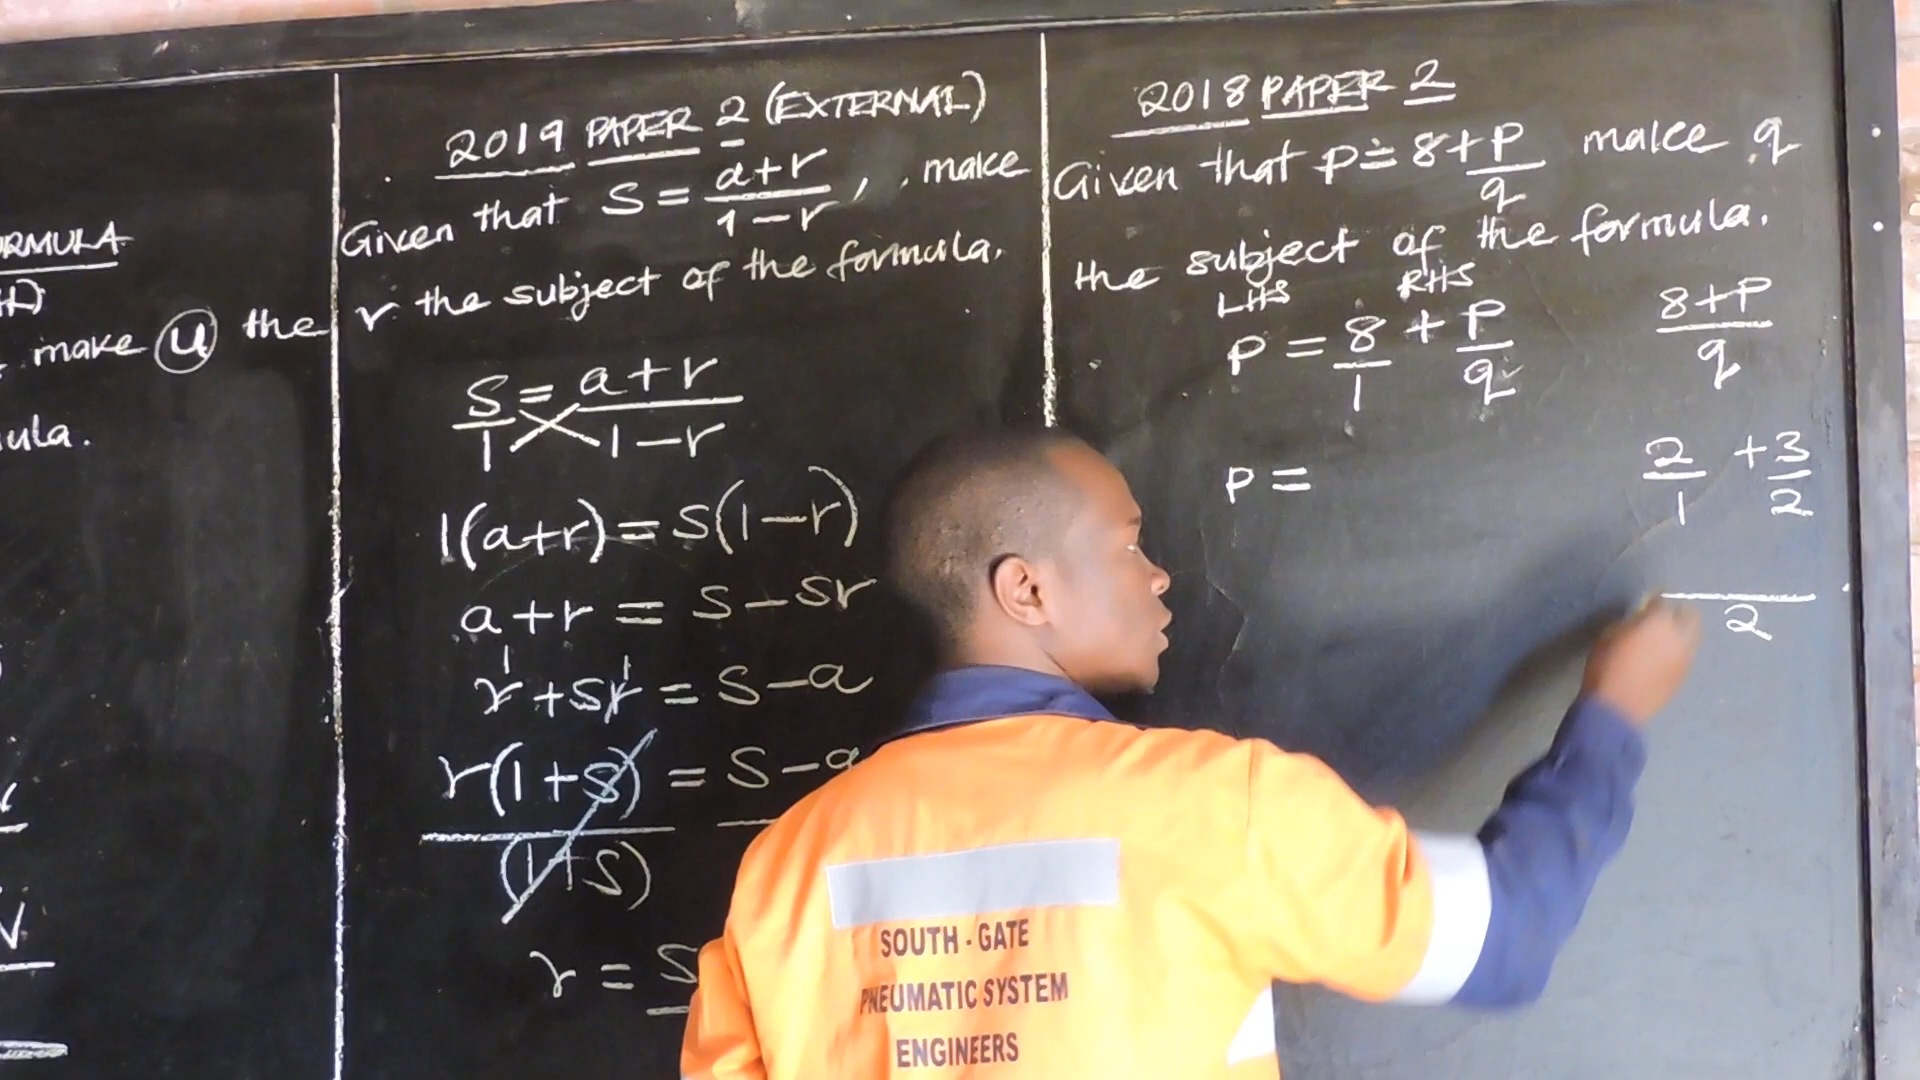 RMULA
make u the
ula.
V
2019 PAPER 2 (EXTERNAL)
Given that S = a+r / 1-r, make
r the subject of the formula.
S/1 = a+r / 1-r
1(a+r) = S(1-r)
a+r = S-Sr
r+Sr = S-a
r(1+S) = S-a
(1+S)
r = S
2018 PAPER 2
Given that P = 8+P/q make q
the subject of the formula.
LHS RHS
P = 8/1 + P/q
8+P / q
P =
2/1 + 3/2
2
SOUTH - GATE
PNEUMATIC SYSTEM
ENGINEERS